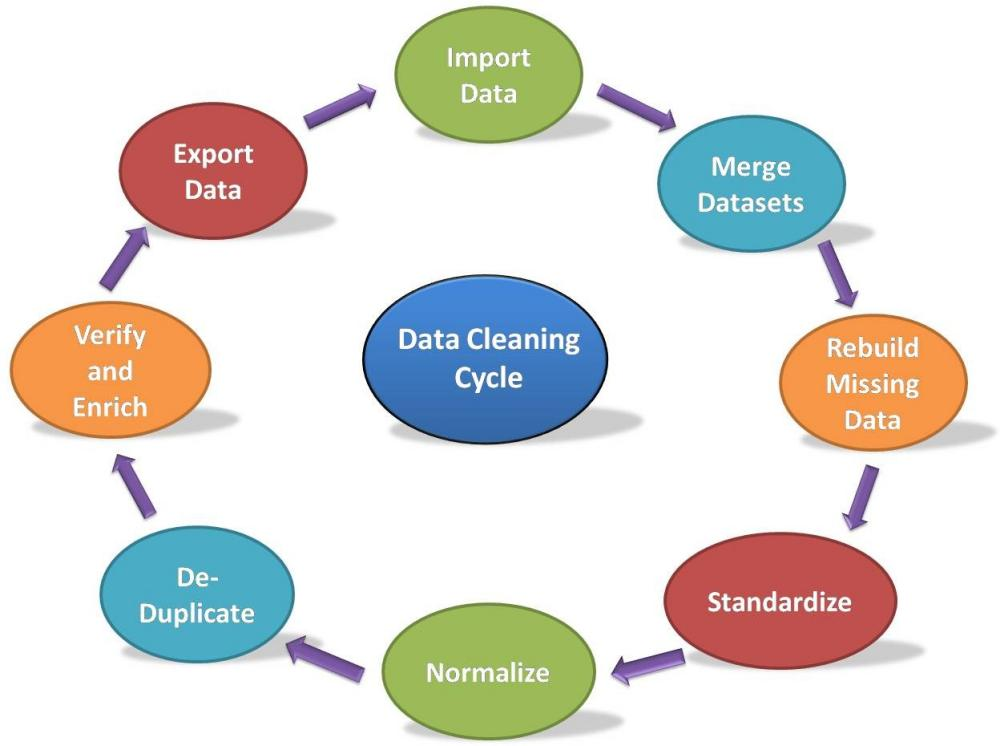 Import
Data
Merge
Datasets
Rebuild
Missing
Data
Standardize
Normalize
De-
Duplicate
Verify
and
Enrich
Export
Data
Data Cleaning
Cycle